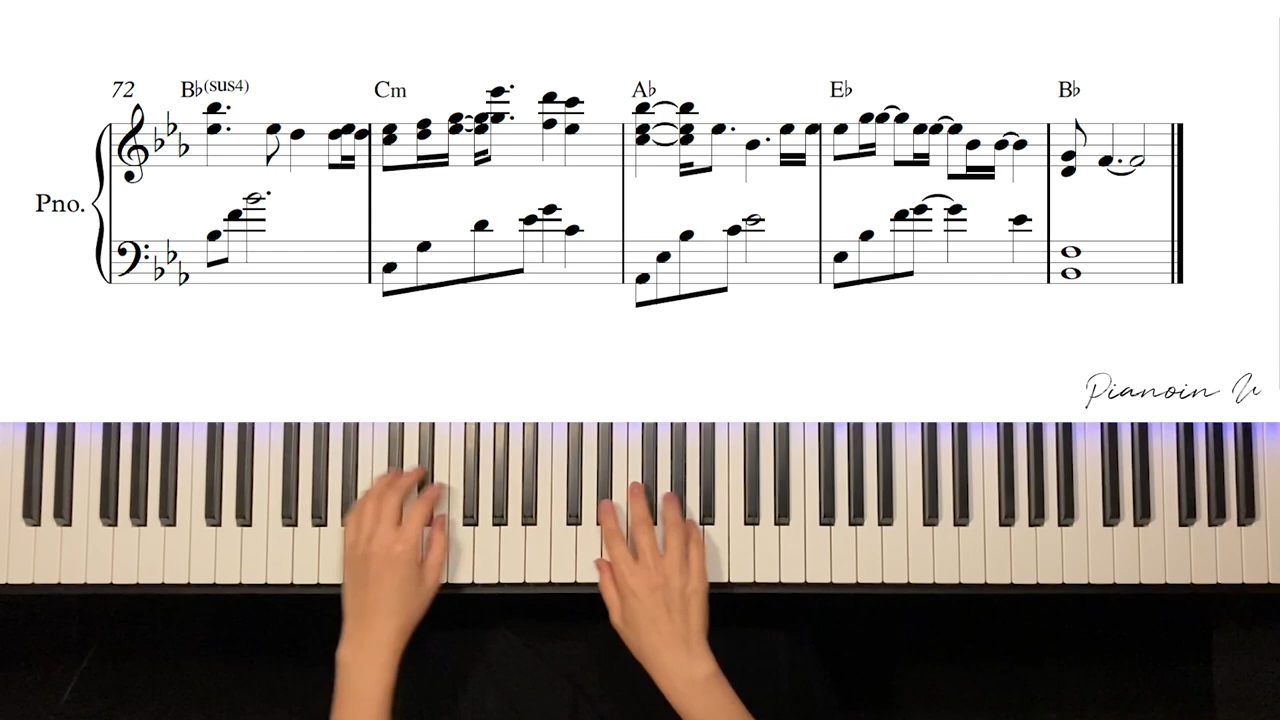 72 B♭(sus4) Cm A♭ E♭ B♭
Pno.
Pianoin U